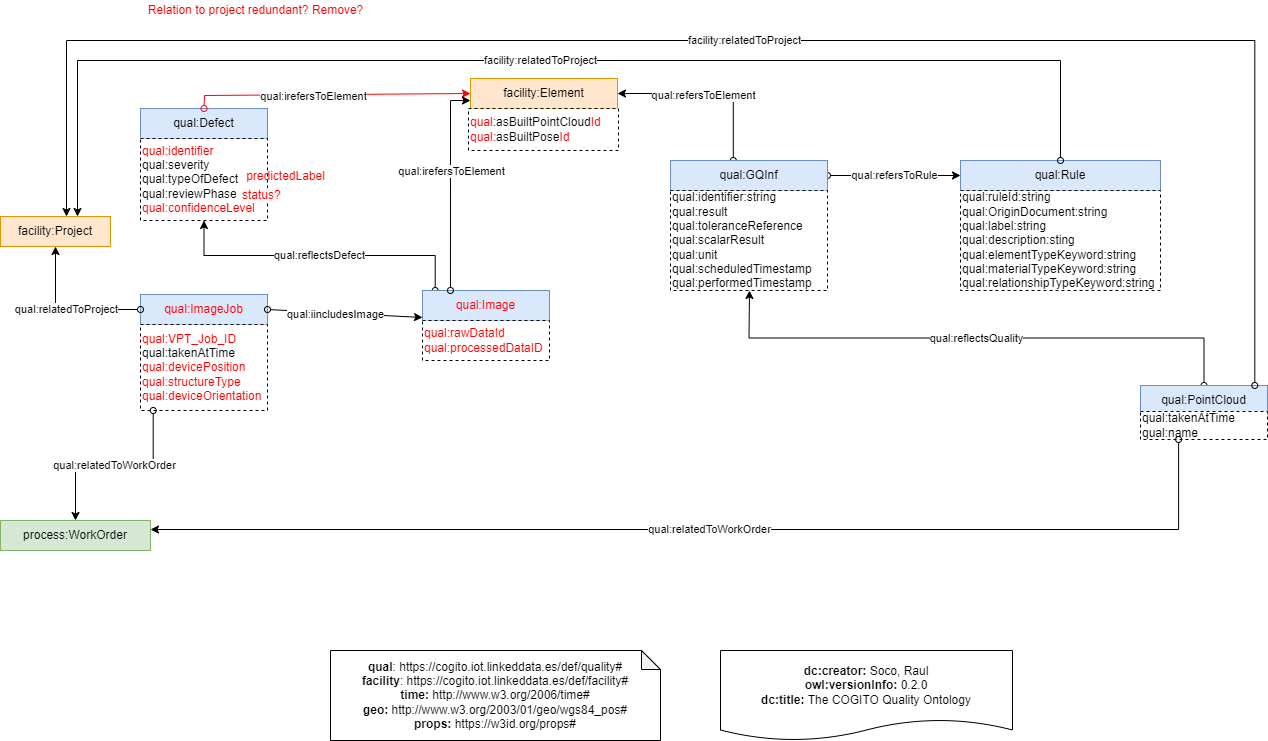 Relation to project redundant? Remove?
facility:relatedToProject
facility:relatedToProject
qual:irefersToElement
facility:Element
qual:asBuiltPointCloudId
qual:asBuiltPoseId
qual:refersToElement
qual:Defect
qual:identifier
qual:severity
qual:typeOfDefect
predictedLabel
qual:reviewPhase
status?
qual:confidenceLevel
qual:irefersToElement
qual:GQInf
qual:identifier:string
qual:result
qual:toleranceReference
qual:scalarResult
qual:unit
qual:scheduledTimestamp
qual:performedTimestamp
qual:refersToRule
qual:Rule
qual:ruleId:string
qual:OriginDocument:string
qual:label:string
qual:description:sting
qual:elementTypeKeyword:string
qual:materialTypeKeyword:string
qual:relationshipTypeKeyword:string
facility:Project
qual:reflectsDefect
qual:relatedToProject
qual:ImageJob
qual:VPT_Job_ID
qual:takenAtTime
qual:devicePosition
qual:structureType
qual:deviceOrientation
qual:iincludesImage
qual:Image
qual:rawDataId
qual:processedDataID
qual:reflectsQuality
qual:PointCloud
qual:takenAtTime
qual:name
qual:relatedToWorkOrder
process:WorkOrder
qual:relatedToWorkOrder
qual: https://cogito.iot.linkeddata.es/def/quality#
facility: https://cogito.iot.linkeddata.es/def/facility#
time: http://www.w3.org/2006/time#
geo: http://www.w3.org/2003/01/geo/wgs84_pos#
props: https://w3id.org/props#
dc:creator: Soco, Raul
owl:versionInfo: 0.2.0
dc:title: The COGITO Quality Ontology